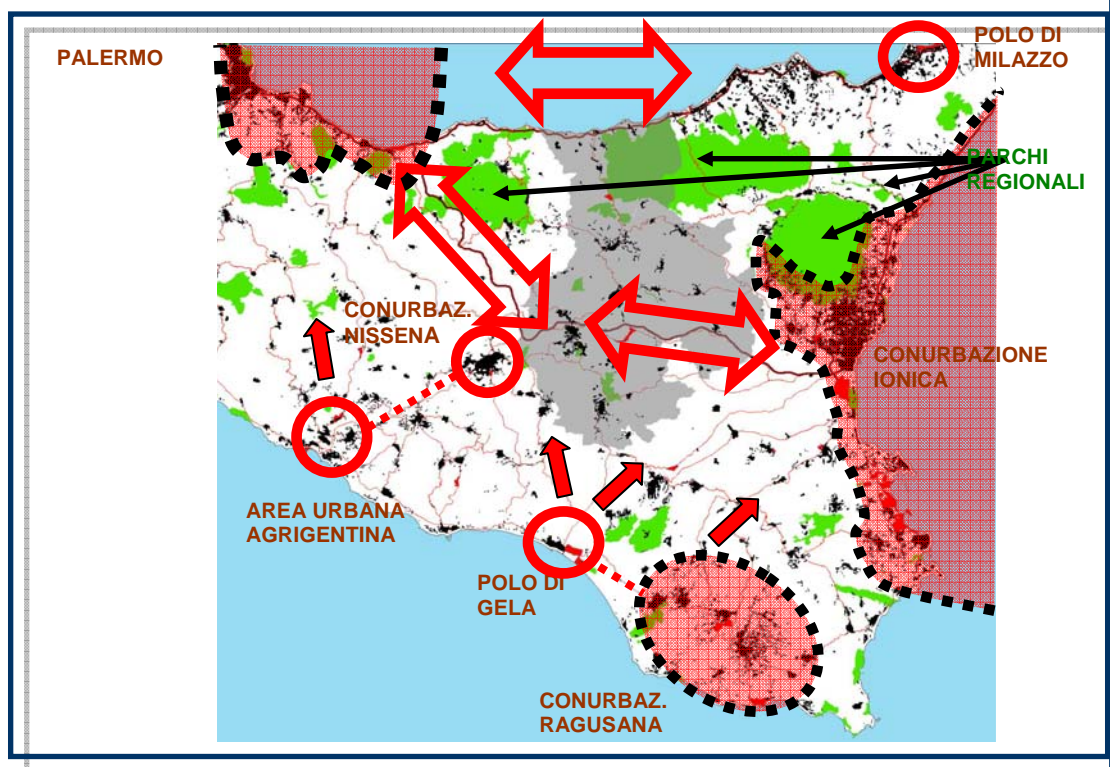 PALERMO
POLO DI
MILAZZO
PARCHI
REGIONALI
CONURBAZ.
NISSENA
CONURBAZIONE
IONICA
AREA URBANA
AGRIGENTINA
POLO DI
GELA
CONURBAZ.
RAGUSANA